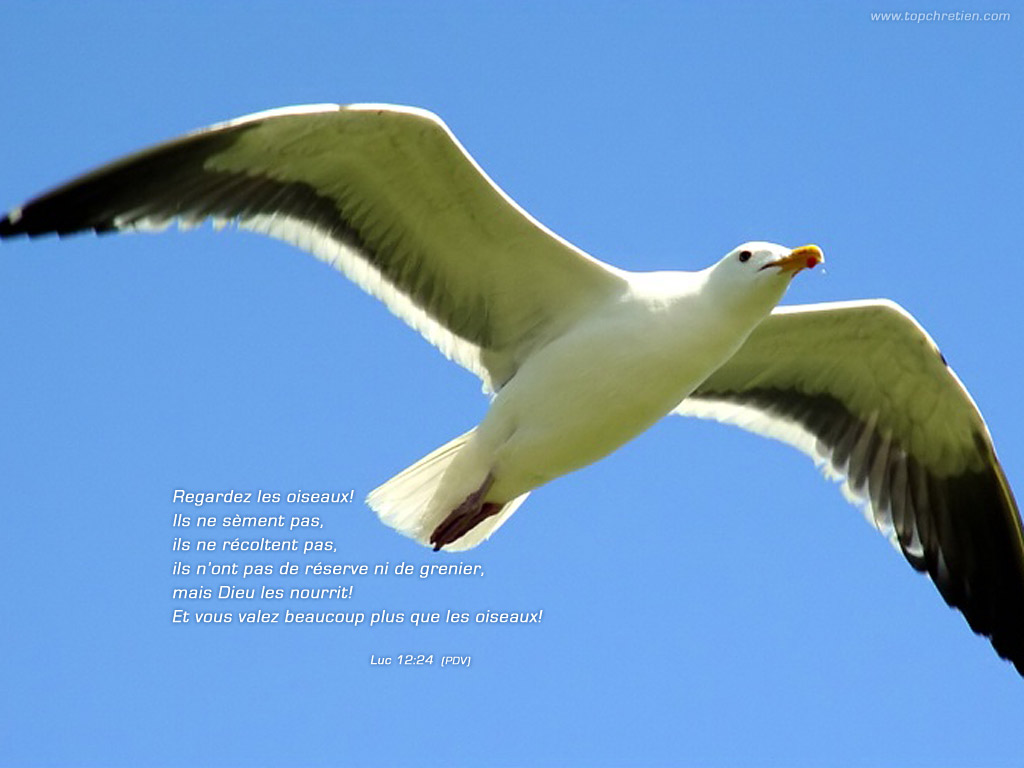 www.topchretien.com
Regardez les oiseaux!
Ils ne sèment pas,
ils ne récoltent pas,
ils n'ont pas de réserve ni de grenier,
mais Dieu les nourrit!
Et vous valez beaucoup plus que les oiseaux!
Luc 12:24 (PDV)